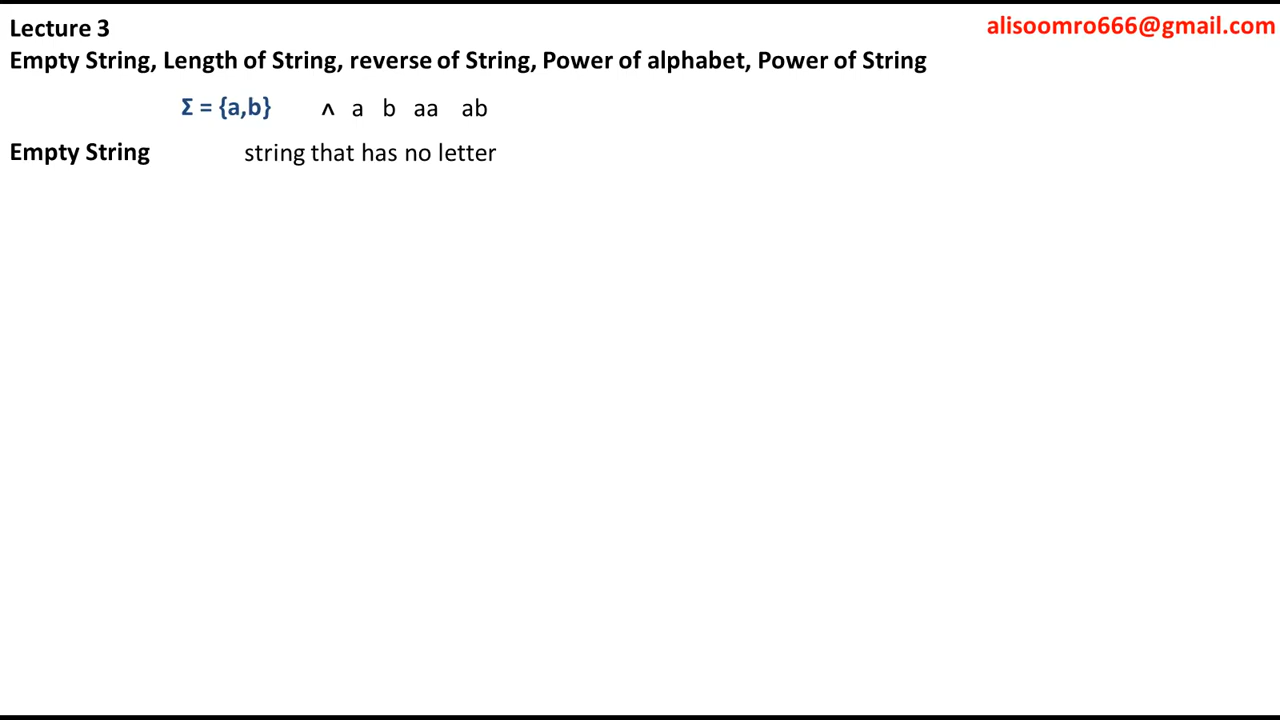 Lecture 3
alisoomro666@gmail.com
Empty String, Length of String, reverse of String, Power of alphabet, Power of String
Σ = {a,b} ʌ a b aa ab
Empty String string that has no letter